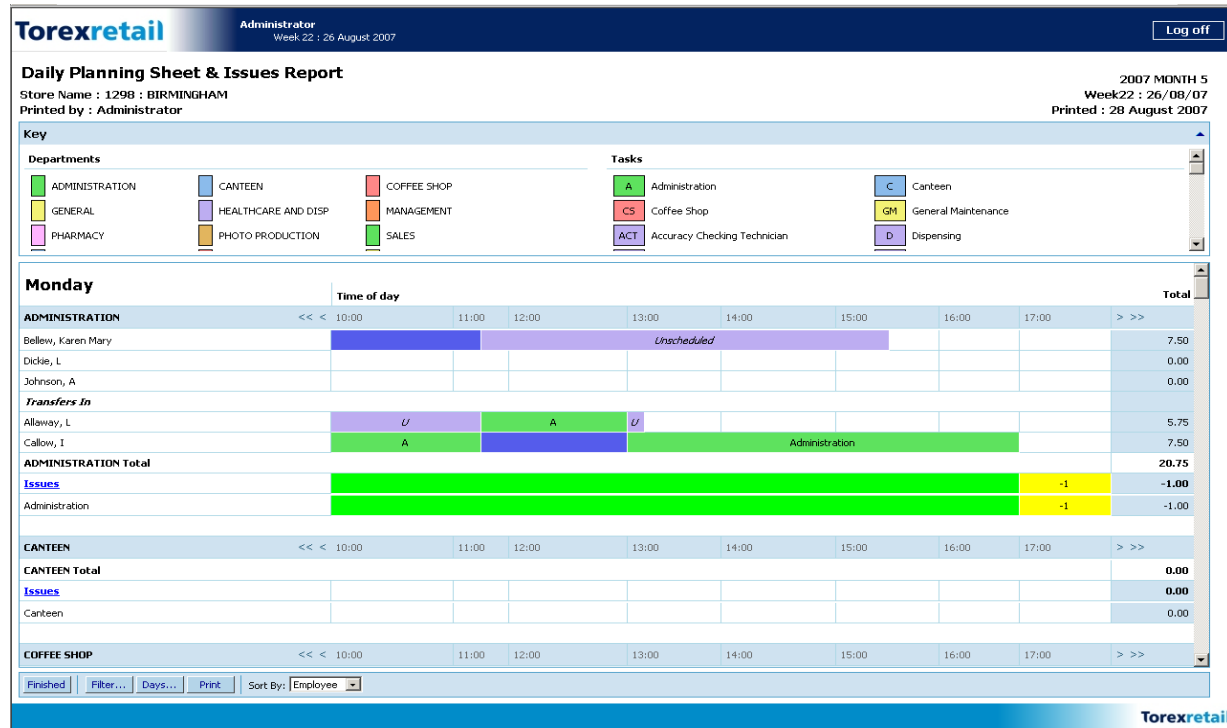 Torexretail
Administrator
Week 22 : 26 August 2007
Log off
Daily Planning Sheet & Issues Report
2007 MONTH 5
Store Name : 1298 : BIRMINGHAM
Week22 : 26/08/07
Printed by : Administrator
Printed : 28 August 2007
Key
Departments Tasks
ADMINISTRATION CANTEEN COFFEE SHOP A Administration C Canteen
GENERAL HEALTHCARE AND DISP MANAGEMENT CS Coffee Shop GM General Maintenance
PHARMACY PHOTO PRODUCTION SALES ACT Accuracy Checking Technician D Dispensing
Monday
Time of day Total
ADMINISTRATION << < 10:00 11:00 12:00 13:00 14:00 15:00 16:00 17:00 > >>
Bellew, Karen Mary Unscheduled 7.50
Dickie, L 0.00
Johnson, A 0.00
Transfers In
Allaway, L U A U 5.75
Callow, I A Administration 7.50
ADMINISTRATION Total 20.75
Issues -1 -1.00
Administration -1 -1.00
CANTEEN << < 10:00 11:00 12:00 13:00 14:00 15:00 16:00 17:00 > >>
CANTEEN Total 0.00
Issues 0.00
Canteen 0.00
COFFEE SHOP << < 10:00 11:00 12:00 13:00 14:00 15:00 16:00 17:00 > >>
Finished Filter... Days... Print Sort By: Employee
Torexretail